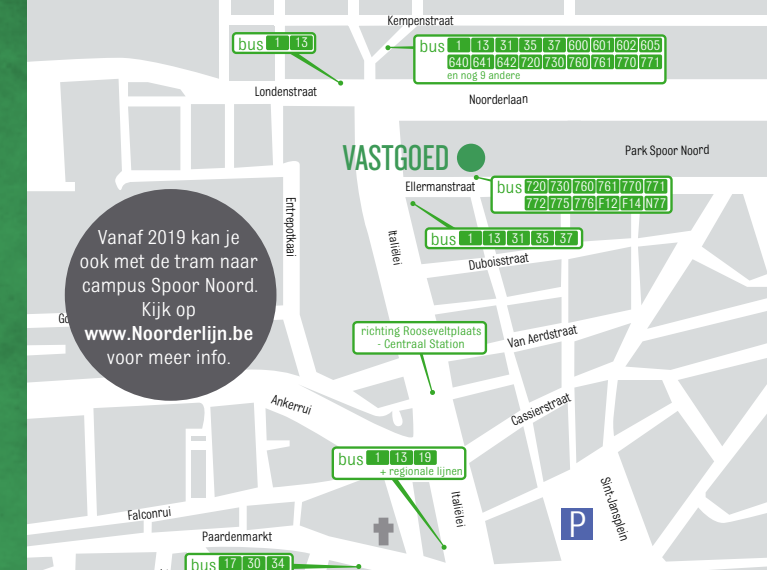 Kempenstraat
bus 1 13
bus 1 13 31 35 37 600 601 602 605
640 641 642 720 730 760 761 770 771
en nog 9 andere
Londenstraat
Noorderlaan
VASTGOED
Park Spoor Noord
Ellermanstraat
bus 720 730 760 761 770 771
772 775 776 F12 F14 N77
Entrepotkaai
Italiëlei
bus 1 13 31 35 37
Duboisstraat
Vanaf 2019 kan je
ook met de tram naar
campus Spoor Noord.
Kijk op
www.Noorderlijn.be
voor meer info.
richting Rooseveltplaats
- Centraal Station
Van Aerdtstraat
Ankerrui
Cassierstraat
bus 1 13 19
+ regionale lijnen
Italiëlei
Sint-Jansplein
P
Falconrui
Paardenmarkt
bus 17 30 34